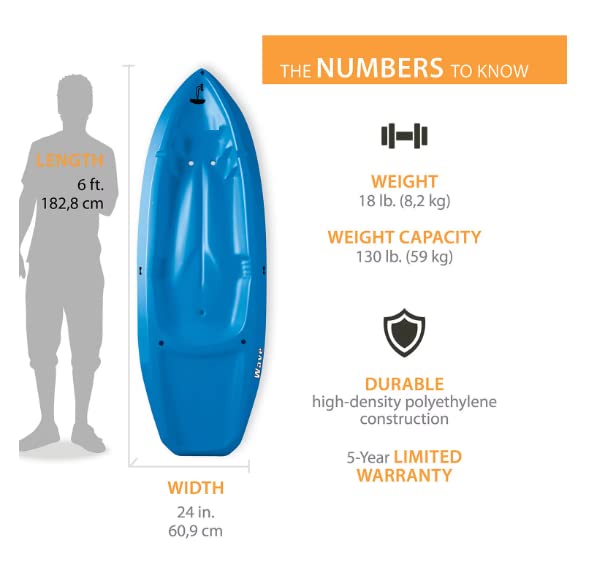 THE NUMBERS TO KNOW
LENGTH
6 ft.
182,8 cm
WEIGHT
18 lb. (8,2 kg)
WEIGHT CAPACITY
130 lb. (59 kg)
Wave
DURABLE
high-density polyethylene
construction
5-Year LIMITED
WARRANTY
WIDTH
24 in.
60,9 cm